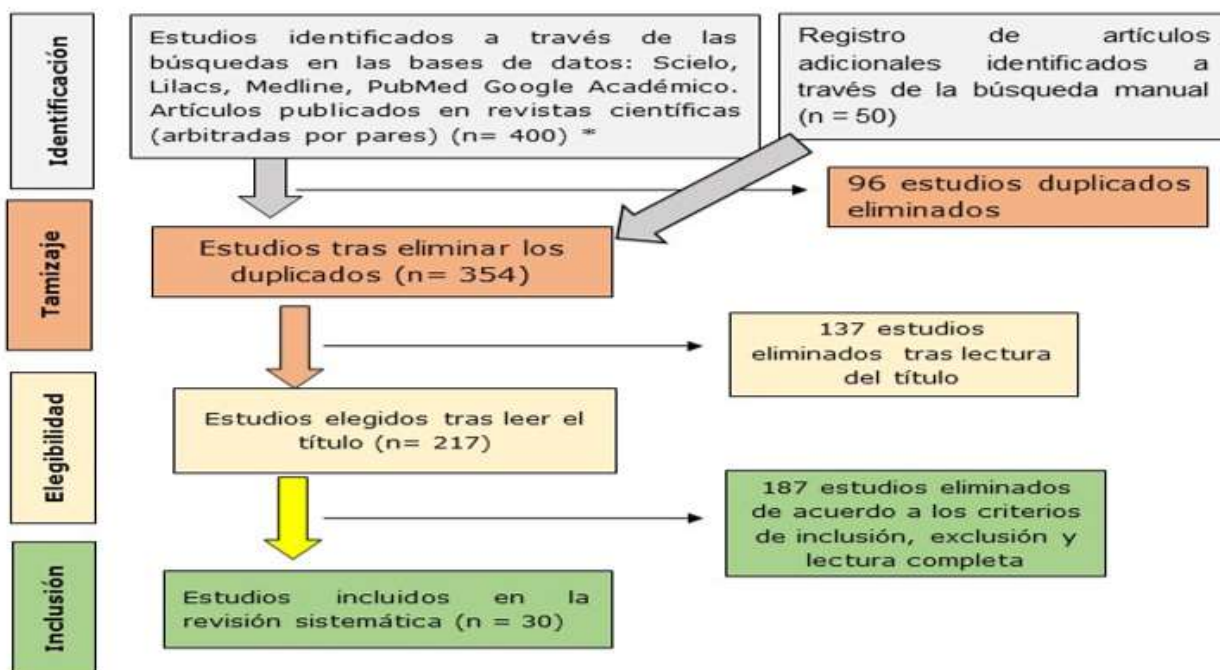 Identificación
Estudios identificados a través de las
búsquedas en las bases de datos: Scielo,
Lilacs, Medline, PubMed Google Académico.
Artículos publicados en revistas científicas
(arbitradas por pares) (n= 400) *
Registro de artículos
adicionales identificados a
través de la búsqueda manual
(n = 50)
96 estudios duplicados
eliminados
Tamizaje
Estudios tras eliminar los
duplicados (n= 354)
137 estudios
eliminados tras lectura
del título
Elegibilidad
Estudios elegidos tras leer el
título (n= 217)
187 estudios eliminados
de acuerdo a los criterios
de inclusión, exclusión y
lectura completa
Inclusión
Estudios incluidos en la
revisión sistemática (n = 30)